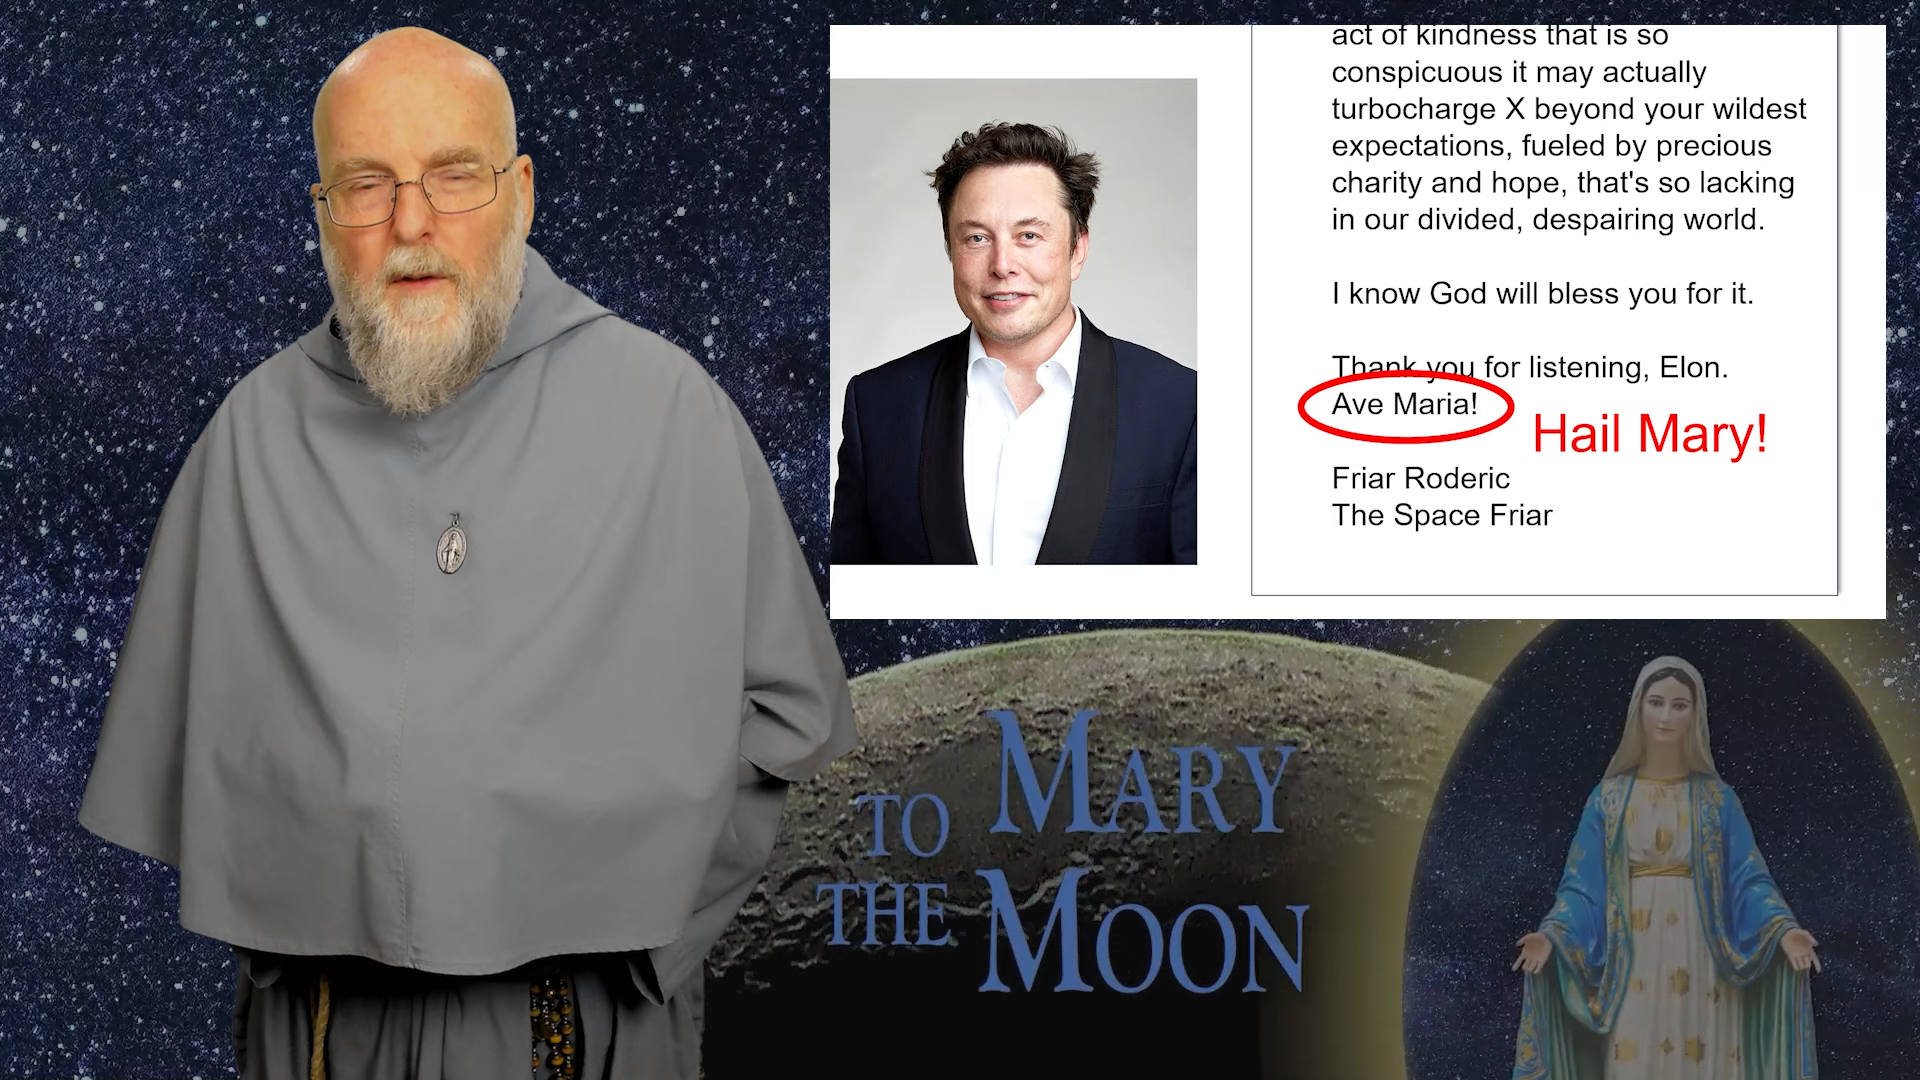 act of kindness that is so
conspicuous it may actually
turbocharge X beyond your wildest
expectations, fueled by precious
charity and hope, that's so lacking
in our divided, despairing world.
I know God will bless you for it.
Thank you for listening, Elon.
Ave Maria!
Hail Mary!
Friar Roderic
The Space Friar
TO MARY
THE MOON